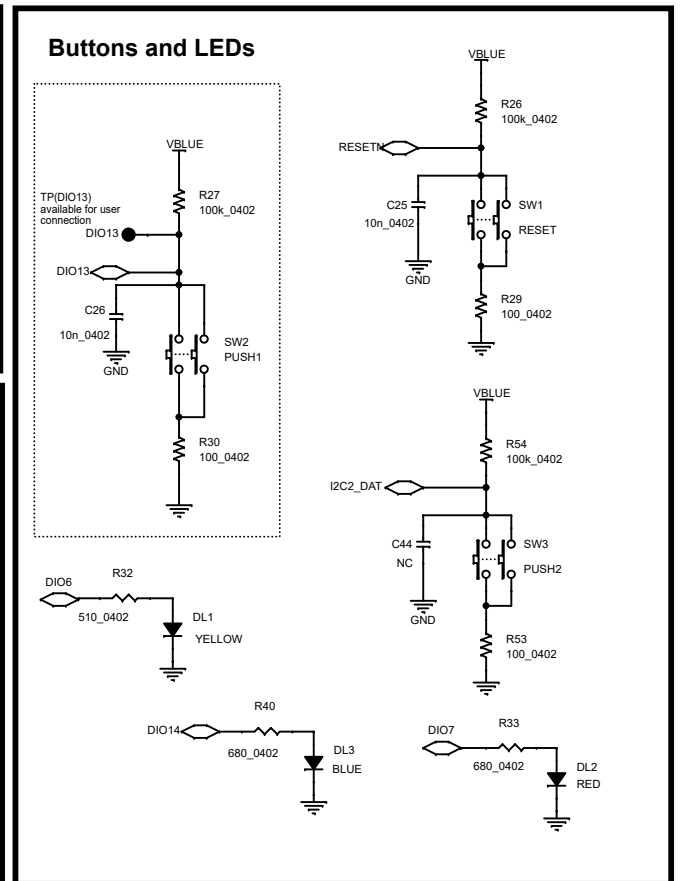 Buttons and LEDs
VBLUE
R27
100k_0402
TP(DIO13)
available for user
connection
DIO13
DIO13
C26
10n_0402
GND
SW2
PUSH1
R30
100_0402
VBLUE
R26
100k_0402
RESETN
C25
10n_0402
GND
SW1
RESET
R29
100_0402
VBLUE
R54
100k_0402
I2C2_DAT
C44
NC
GND
SW3
PUSH2
R53
100_0402
DIO6
R32
510_0402
DL1
YELLOW
DIO14
R40
680_0402
DL3
BLUE
DIO7
R33
680_0402
DL2
RED